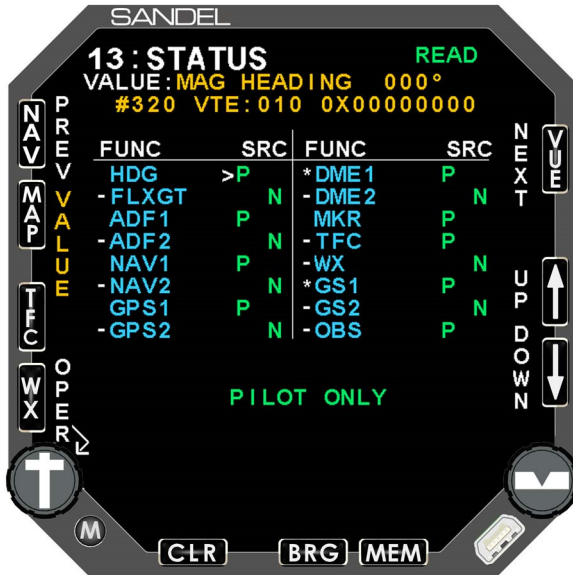 SANDEL
13:STATUS READ
VALUE:MAG HEADING 000°
#320 VTE:010 0X00000000
FUNC SRC FUNC SRC
HDG >P *DME1 P
-FLXGT N -DME2 N
ADF1 P MKR P
-ADF2 N -TFC P
NAV1 P -WX N
-NAV2 N *GS1 P
GPS1 P -GS2 N
-GPS2 N -OBS P
PILOT ONLY
NAV
MAP
TFC
WX
PREV VALUE
OPER
NEXT
UP DOWN
VUE
M
CLR BRG MEM